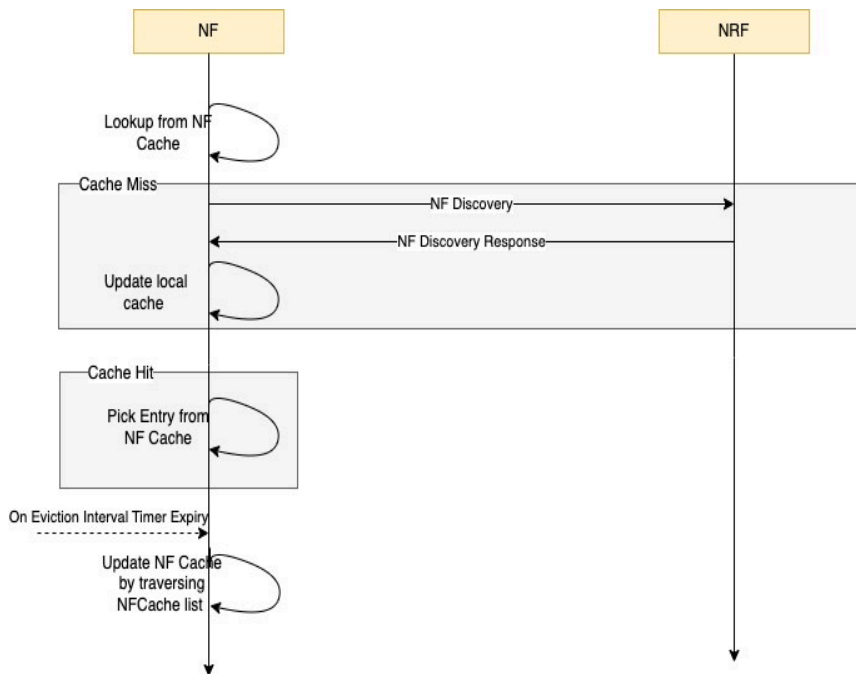 NF
NRF
Lookup from NF
Cache
Cache Miss
NF Discovery
NF Discovery Response
Update local
cache
Cache Hit
Pick Entry from
NF Cache
On Eviction Interval Timer Expiry
Update NF Cache
by traversing
NFCache list